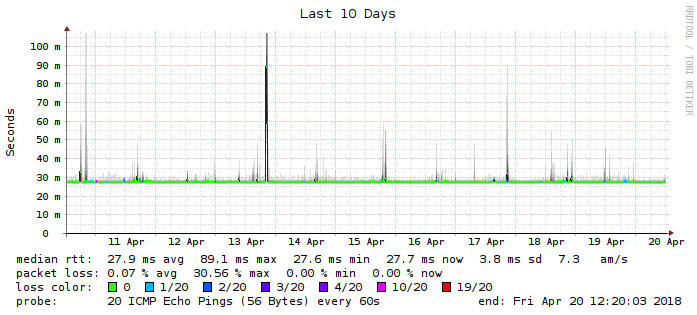 Last 10 Days
RRDTOOL / TOBI OETIKER
Seconds
100 m
90 m
80 m
70 m
60 m
50 m
40 m
30 m
20 m
10 m
0
11 Apr 12 Apr 13 Apr 14 Apr 15 Apr 16 Apr 17 Apr 18 Apr 19 Apr 20 Apr
median rtt: 27.9 ms avg 89.1 ms max 27.6 ms min 27.7 ms now 3.8 ms sd 7.3 am/s
packet loss: 0.07 % avg 30.56 % max 0.00 % min 0.00 % now
loss color: 0 1/20 2/20 3/20 4/20 10/20 19/20
probe: 20 ICMP Echo Pings (56 Bytes) every 60s end: Fri Apr 20 12:20:03 2018